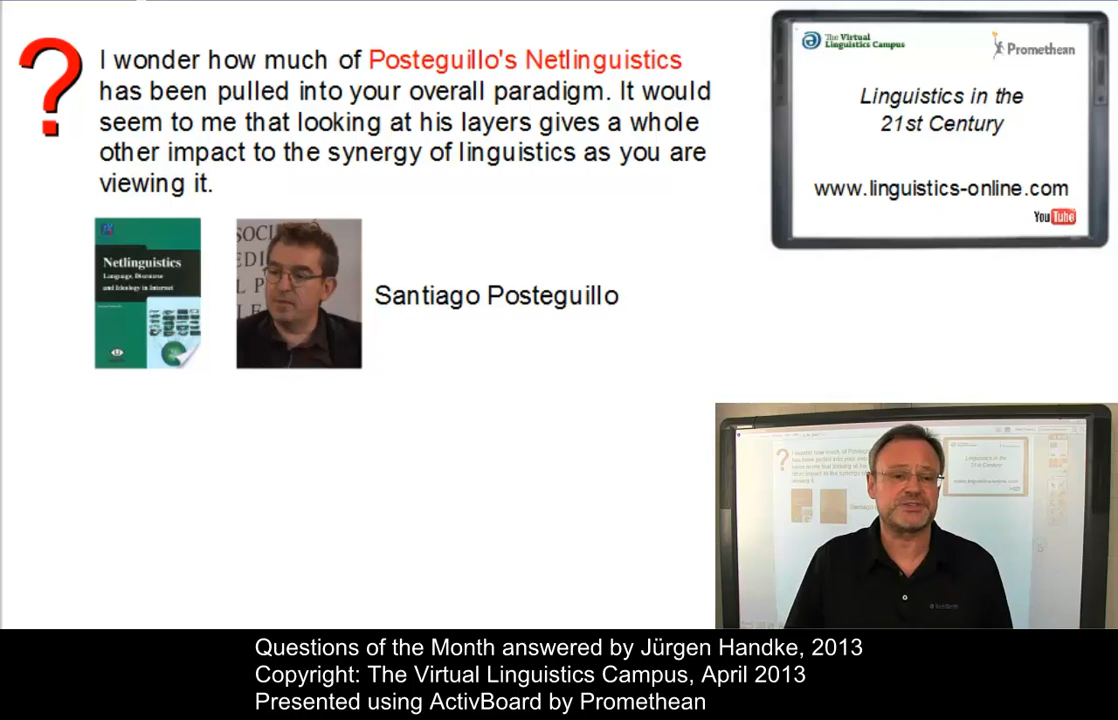 ?
I wonder how much of Posteguillo's Netlinguistics
has been pulled into your overall paradigm. It would
seem to me that looking at his layers gives a whole
other impact to the synergy of linguistics as you are
viewing it.
The Virtual
Linguistics Campus
Promethean
Linguistics in the
21st Century
www.linguistics-online.com
YouTube
Netlinguistics
Language, Discourse
and Ideology in Internet
SOCI
EDI
L P
LE
Santiago Posteguillo
Questions of the Month answered by Jürgen Handke, 2013
Copyright: The Virtual Linguistics Campus, April 2013
Presented using ActivBoard by Promethean